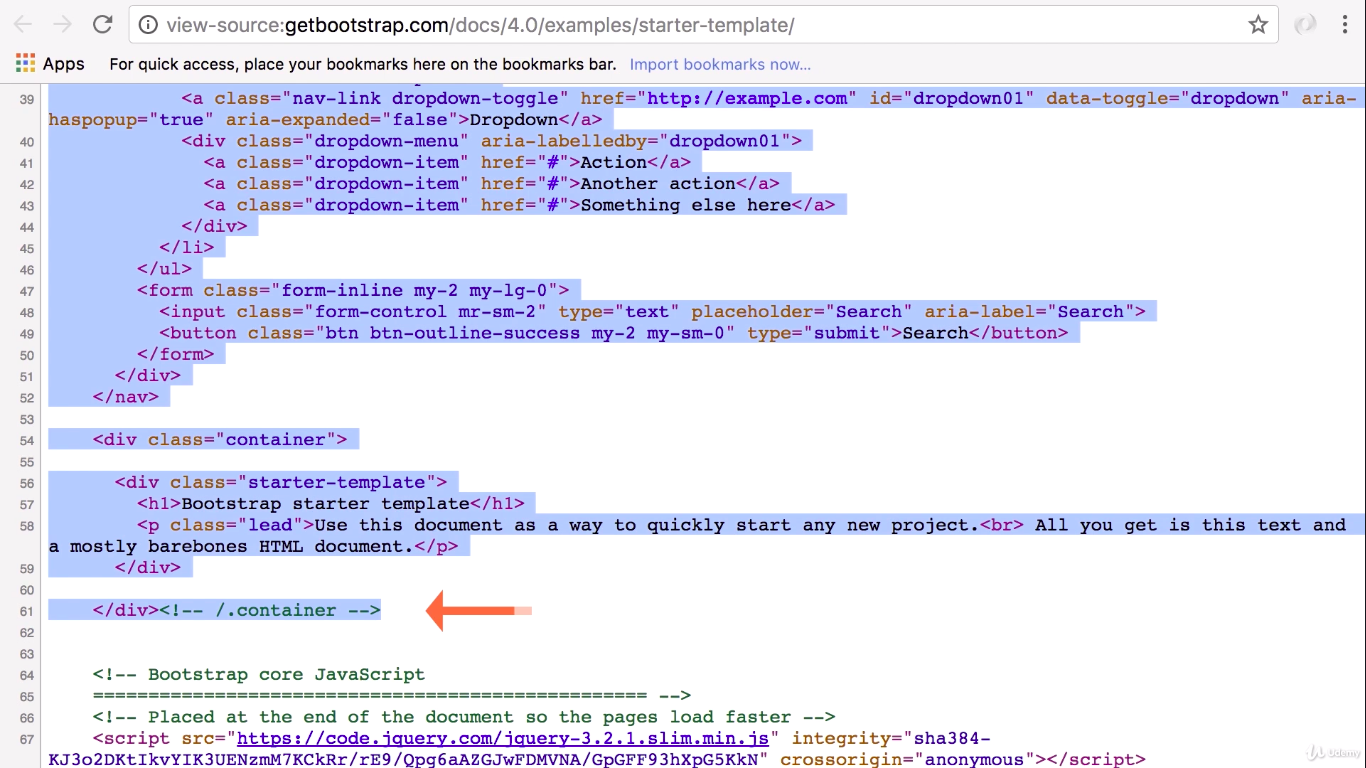 view-source:getbootstrap.com/docs/4.0/examples/starter-template/
Apps For quick access, place your bookmarks here on the bookmarks bar. Import bookmarks now...
39 <a class="nav-link dropdown-toggle" href="http://example.com" id="dropdown01" data-toggle="dropdown" aria-
haspopup="true" aria-expanded="false">Dropdown</a>
40 <div class="dropdown-menu" aria-labelledby="dropdown01">
41 <a class="dropdown-item" href="#">Action</a>
42 <a class="dropdown-item" href="#">Another action</a>
43 <a class="dropdown-item" href="#">Something else here</a>
44 </div>
45 </li>
46 </ul>
47 <form class="form-inline my-2 my-lg-0">
48 <input class="form-control mr-sm-2" type="text" placeholder="Search" aria-label="Search">
49 <button class="btn btn-outline-success my-2 my-sm-0" type="submit">Search</button>
50 </form>
51 </div>
52 </nav>
53
54 <div class="container">
55
56 <div class="starter-template">
57 <h1>Bootstrap starter template</h1>
58 <p class="lead">Use this document as a way to quickly start any new project.<br> All you get is this text and
a mostly barebones HTML document.</p>
59 </div>
60
61 </div><!-- /.container -->
62
63
64 <!-- Bootstrap core JavaScript
65 ================================================== -->
66 <!-- Placed at the end of the document so the pages load faster -->
67 <script src="https://code.jquery.com/jquery-3.2.1.slim.min.js" integrity="sha384-
KJ3o2DKtIkvYIK3UENzmM7KCkRr/rE9/Qpg6aAZGJwFDMVNA/GpGFF93hXpG5KkN" crossorigin="anonymous"></script>
Udemy